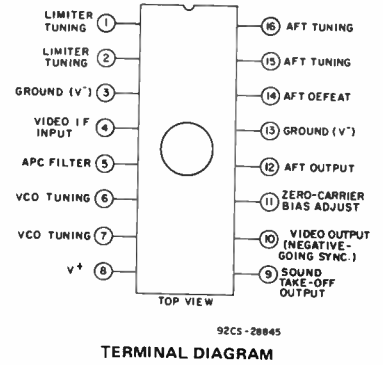 LIMITER
TUNING
1
LIMITER
TUNING
2
GROUND (V⁻)
3
VIDEO IF
INPUT
4
APC FILTER
5
VCO TUNING
6
VCO TUNING
7
V⁺
8
16
AFT TUNING
15
AFT TUNING
14
AFT DEFEAT
13
GROUND (V⁻)
12
AFT OUTPUT
11
ZERO-CARRIER
BIAS ADJUST
10
VIDEO OUTPUT
(NEGATIVE-
GOING SYNC.)
9
SOUND
TAKE-OFF
OUTPUT
TOP VIEW
92CS-28845
TERMINAL DIAGRAM